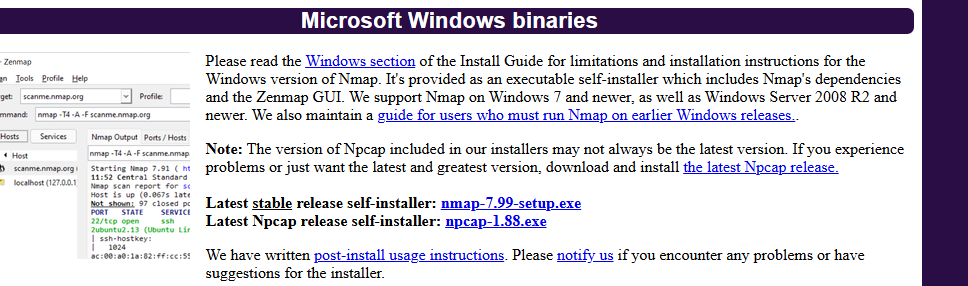 Microsoft Windows binaries
Zenmap
an Tools Profile Help
get: scanme.nmap.org Profile:
mmand: nmap -T4 -A -F scanme.nmap.org
Hosts Services Nmap Output Ports / Hosts
Host
nmap -T4 -A -F scanme.nmap.
scanme.nmap.org
localhost (127.0.0.1)
Starting Nmap 7.91 ( ht
11:52 Central Standard
Nmap scan report for sc
Host is up (0.067s late
Not shown: 97 closed po
PORT STATE SERVICE
22/tcp open ssh
2ubuntu2.13 (Ubuntu Lin
| ssh-hostkey:
| 1024
ac:00:a0:1a:82:ff:cc:55
Please read the Windows section of the Install Guide for limitations and installation instructions for the
Windows version of Nmap. It's provided as an executable self-installer which includes Nmap's dependencies
and the Zenmap GUI. We support Nmap on Windows 7 and newer, as well as Windows Server 2008 R2 and
newer. We also maintain a guide for users who must run Nmap on earlier Windows releases..
Note: The version of Npcap included in our installers may not always be the latest version. If you experience
problems or just want the latest and greatest version, download and install the latest Npcap release.
Latest stable release self-installer: nmap-7.99-setup.exe
Latest Npcap release self-installer: npcap-1.88.exe
We have written post-install usage instructions. Please notify us if you encounter any problems or have
suggestions for the installer.